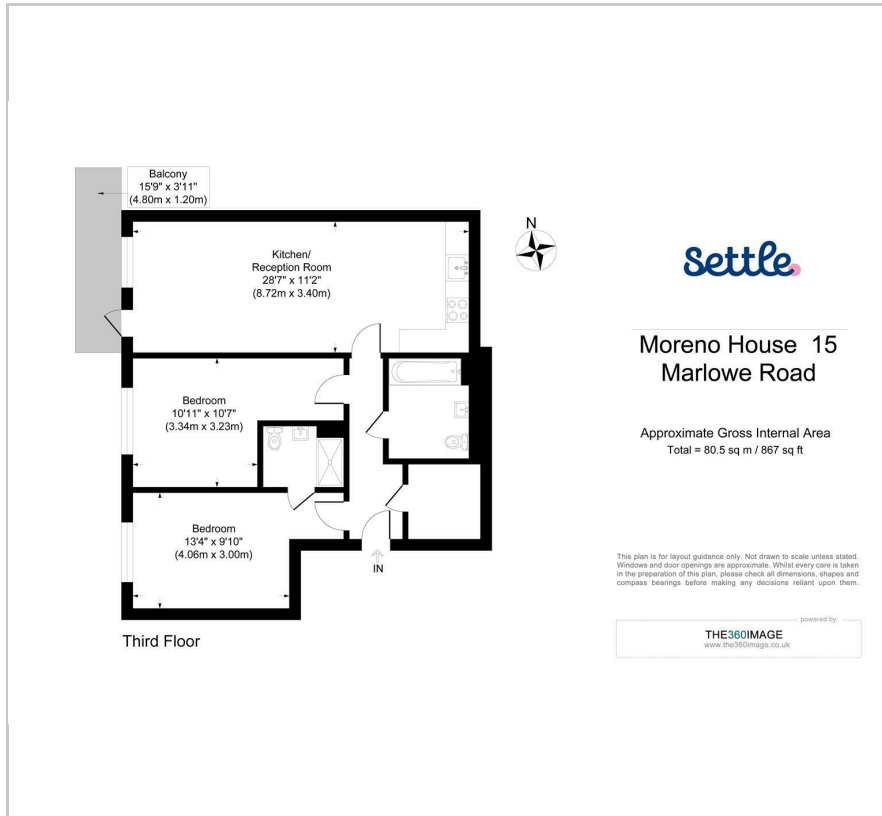 Balcony
15'9" x 3'11"
(4.80m x 1.20m)
Kitchen/
Reception Room
28'7" x 11'2"
(8.72m x 3.40m)
N
Bedroom
10'11" x 10'7"
(3.34m x 3.23m)
Bedroom
13'4" x 9'10"
(4.06m x 3.00m)
IN
Third Floor
Settle
Moreno House 15
Marlowe Road
Approximate Gross Internal Area
Total = 80.5 sq m / 867 sq ft
This plan is for layout guidance only. Not drawn to scale unless stated.
Windows and door openings are approximate. Whilst every care is taken
in the preparation of this plan, please check all dimensions, shapes and
compass bearings before making any decisions reliant upon them.
powered by
THE360IMAGE
www.the360image.co.uk